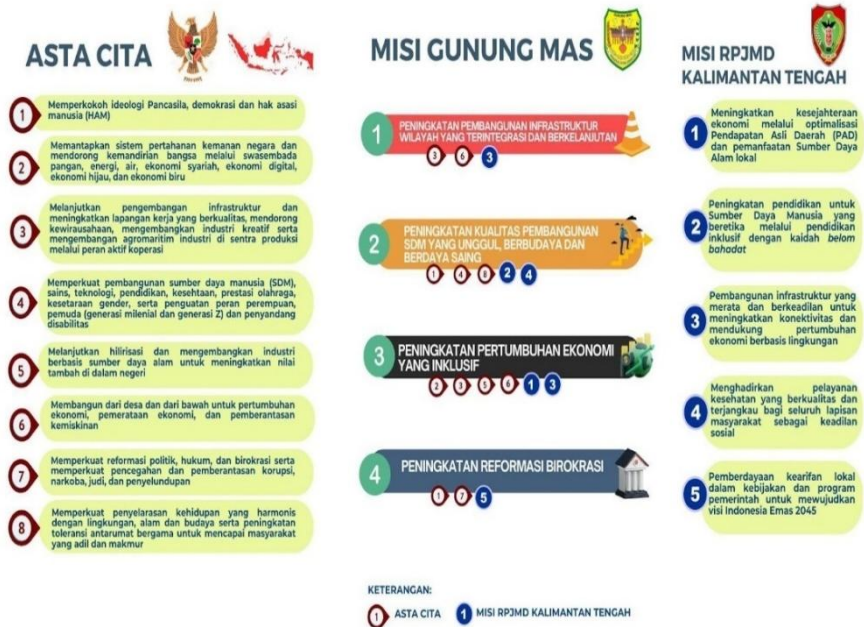 ASTA CITA
1
Memperkokoh ideologi Pancasila, demokrasi dan hak asasi
manusia (HAM)
2
Memantapkan sistem pertahanan kemanan negara dan
mendorong kemandirian bangsa melalui swasembada
pangan, energi, air, ekonomi syariah, ekonomi digital,
ekonomi hijau, dan ekonomi biru
3
Melanjutkan pengembangan infrastruktur dan
meningkatkan lapangan kerja yang berkualitas, mendorong
kewirausahaan, mengembangkan industri kreatif serta
mengembangan agromaritim industri di sentra produksi
melalui peran aktif koperasi
4
Memperkuat pembangunan sumber daya manusia (SDM),
sains, teknologi, pendidikan, kesehtaan, prestasi olahraga,
kesetaraan gender, serta penguatan peran perempuan,
pemuda (generasi milenial dan generasi Z) dan penyandang
disabilitas
5
Melanjutkan hilirisasi dan mengembangkan industri
berbasis sumber daya alam untuk meningkatkan nilai
tambah di dalam negeri
6
Membangun dari desa dan dari bawah untuk pertumbuhan
ekonomi, pemerataan ekonomi, dan pemberantasan
kemiskinan
7
Memperkuat reformasi politik, hukum, dan birokrasi serta
memperkuat pencegahan dan pemberantasan korupsi,
narkoba, judi, dan penyelundupan
8
Memperkuat penyelarasan kehidupan yang harmonis
dengan lingkungan, alam dan budaya serta peningkatan
toleransi antarumat bergama untuk mencapai masyarakat
yang adil dan makmur
MISI GUNUNG MAS
1
PENINGKATAN PEMBANGUNAN INFRASTRUKTUR
WILAYAH YANG TERINTEGRASI DAN BERKELANJUTAN
3 6 3
2
PENINGKATAN KUALITAS PEMBANGUNAN
SDM YANG UNGGUL, BERBUDAYA DAN
BERDAYA SAING
1 4 8 2 4
3
PENINGKATAN PERTUMBUHAN EKONOMI
YANG INKLUSIF
2 3 5 6 1 3
4
PENINGKATAN REFORMASI BIROKRASI
1 7 5
KETERANGAN:
1 ASTA CITA 1 MISI RPJMD KALIMANTAN TENGAH
MISI RPJMD
KALIMANTAN TENGAH
1
Meningkatkan kesejahteraan
ekonomi melalui optimalisasi
Pendapatan Asli Daerah (PAD)
dan pemanfaatan Sumber Daya
Alam lokal
2
Peningkatan pendidikan untuk
Sumber Daya Manusia yang
beretika melalui pendidikan
inklusif dengan kaidah belom
bahadat
3
Pembangunan infrastruktur yang
merata dan berkeadilan untuk
meningkatkan konektivitas dan
mendukung pertumbuhan
ekonomi berbasis lingkungan
4
Menghadirkan pelayanan
kesehatan yang berkualitas dan
terjangkau bagi seluruh lapisan
masyarakat sebagai keadilan
sosial
5
Pemberdayaan kearifan lokal
dalam kebijakan dan program
pemerintah untuk mewujudkan
visi Indonesia Emas 2045